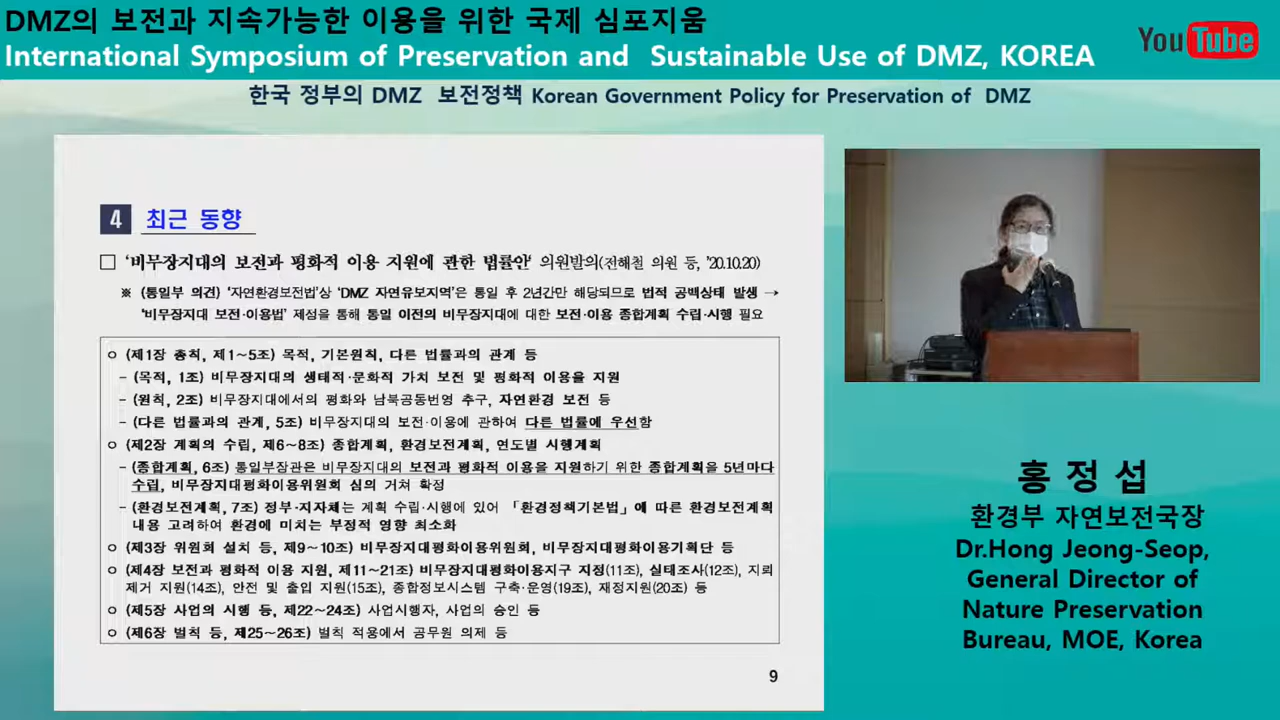 DMZ의 보전과 지속가능한 이용을 위한 국제 심포지움
International Symposium of Preservation and Sustainable Use of DMZ, KOREA
YouTube
한국 정부의 DMZ 보전정책 Korean Government Policy for Preservation of DMZ
4 최근 동향
□ '비무장지대의 보전과 평화적 이용 지원에 관한 법률안' 의원발의(전해철 의원 등, '20.10.20)
※ (통일부 의견) '자연환경보전법'상 'DMZ 자연유보지역'은 통일 후 2년간만 해당되므로 법적 공백상태 발생 →
'비무장지대 보전·이용법' 제정을 통해 통일 이전의 비무장지대에 대한 보전·이용 종합계획 수립·시행 필요
ㅇ (제1장 총칙, 제1~5조) 목적, 기본원칙, 다른 법률과의 관계 등
- (목적, 1조) 비무장지대의 생태적·문화적 가치 보전 및 평화적 이용을 지원
- (원칙, 2조) 비무장지대에서의 평화와 남북공동번영 추구, 자연환경 보전 등
- (다른 법률과의 관계, 5조) 비무장지대의 보전·이용에 관하여 다른 법률에 우선함
ㅇ (제2장 계획의 수립, 제6~8조) 종합계획, 환경보전계획, 연도별 시행계획
- (종합계획, 6조) 통일부장관은 비무장지대의 보전과 평화적 이용을 지원하기 위한 종합계획을 5년마다
수립, 비무장지대평화이용위원회 심의 거쳐 확정
- (환경보전계획, 7조) 정부·지자체는 계획 수립·시행에 있어 「환경정책기본법」에 따른 환경보전계획
내용 고려하여 환경에 미치는 부정적 영향 최소화
ㅇ (제3장 위원회 설치 등, 제9~10조) 비무장지대평화이용위원회, 비무장지대평화이용기획단 등
ㅇ (제4장 보전과 평화적 이용 지원, 제11~21조) 비무장지대평화이용지구 지정(11조), 실태조사(12조), 지뢰
제거 지원(14조), 안전 및 출입 지원(15조), 종합정보시스템 구축·운영(19조), 재정지원(20조) 등
ㅇ (제5장 사업의 시행 등, 제22~24조) 사업시행자, 사업의 승인 등
ㅇ (제6장 벌칙 등, 제25~26조) 벌칙 적용에서 공무원 의제 등
9
홍 정 섭
환경부 자연보전국장
Dr.Hong Jeong-Seop,
General Director of
Nature Preservation
Bureau, MOE, Korea